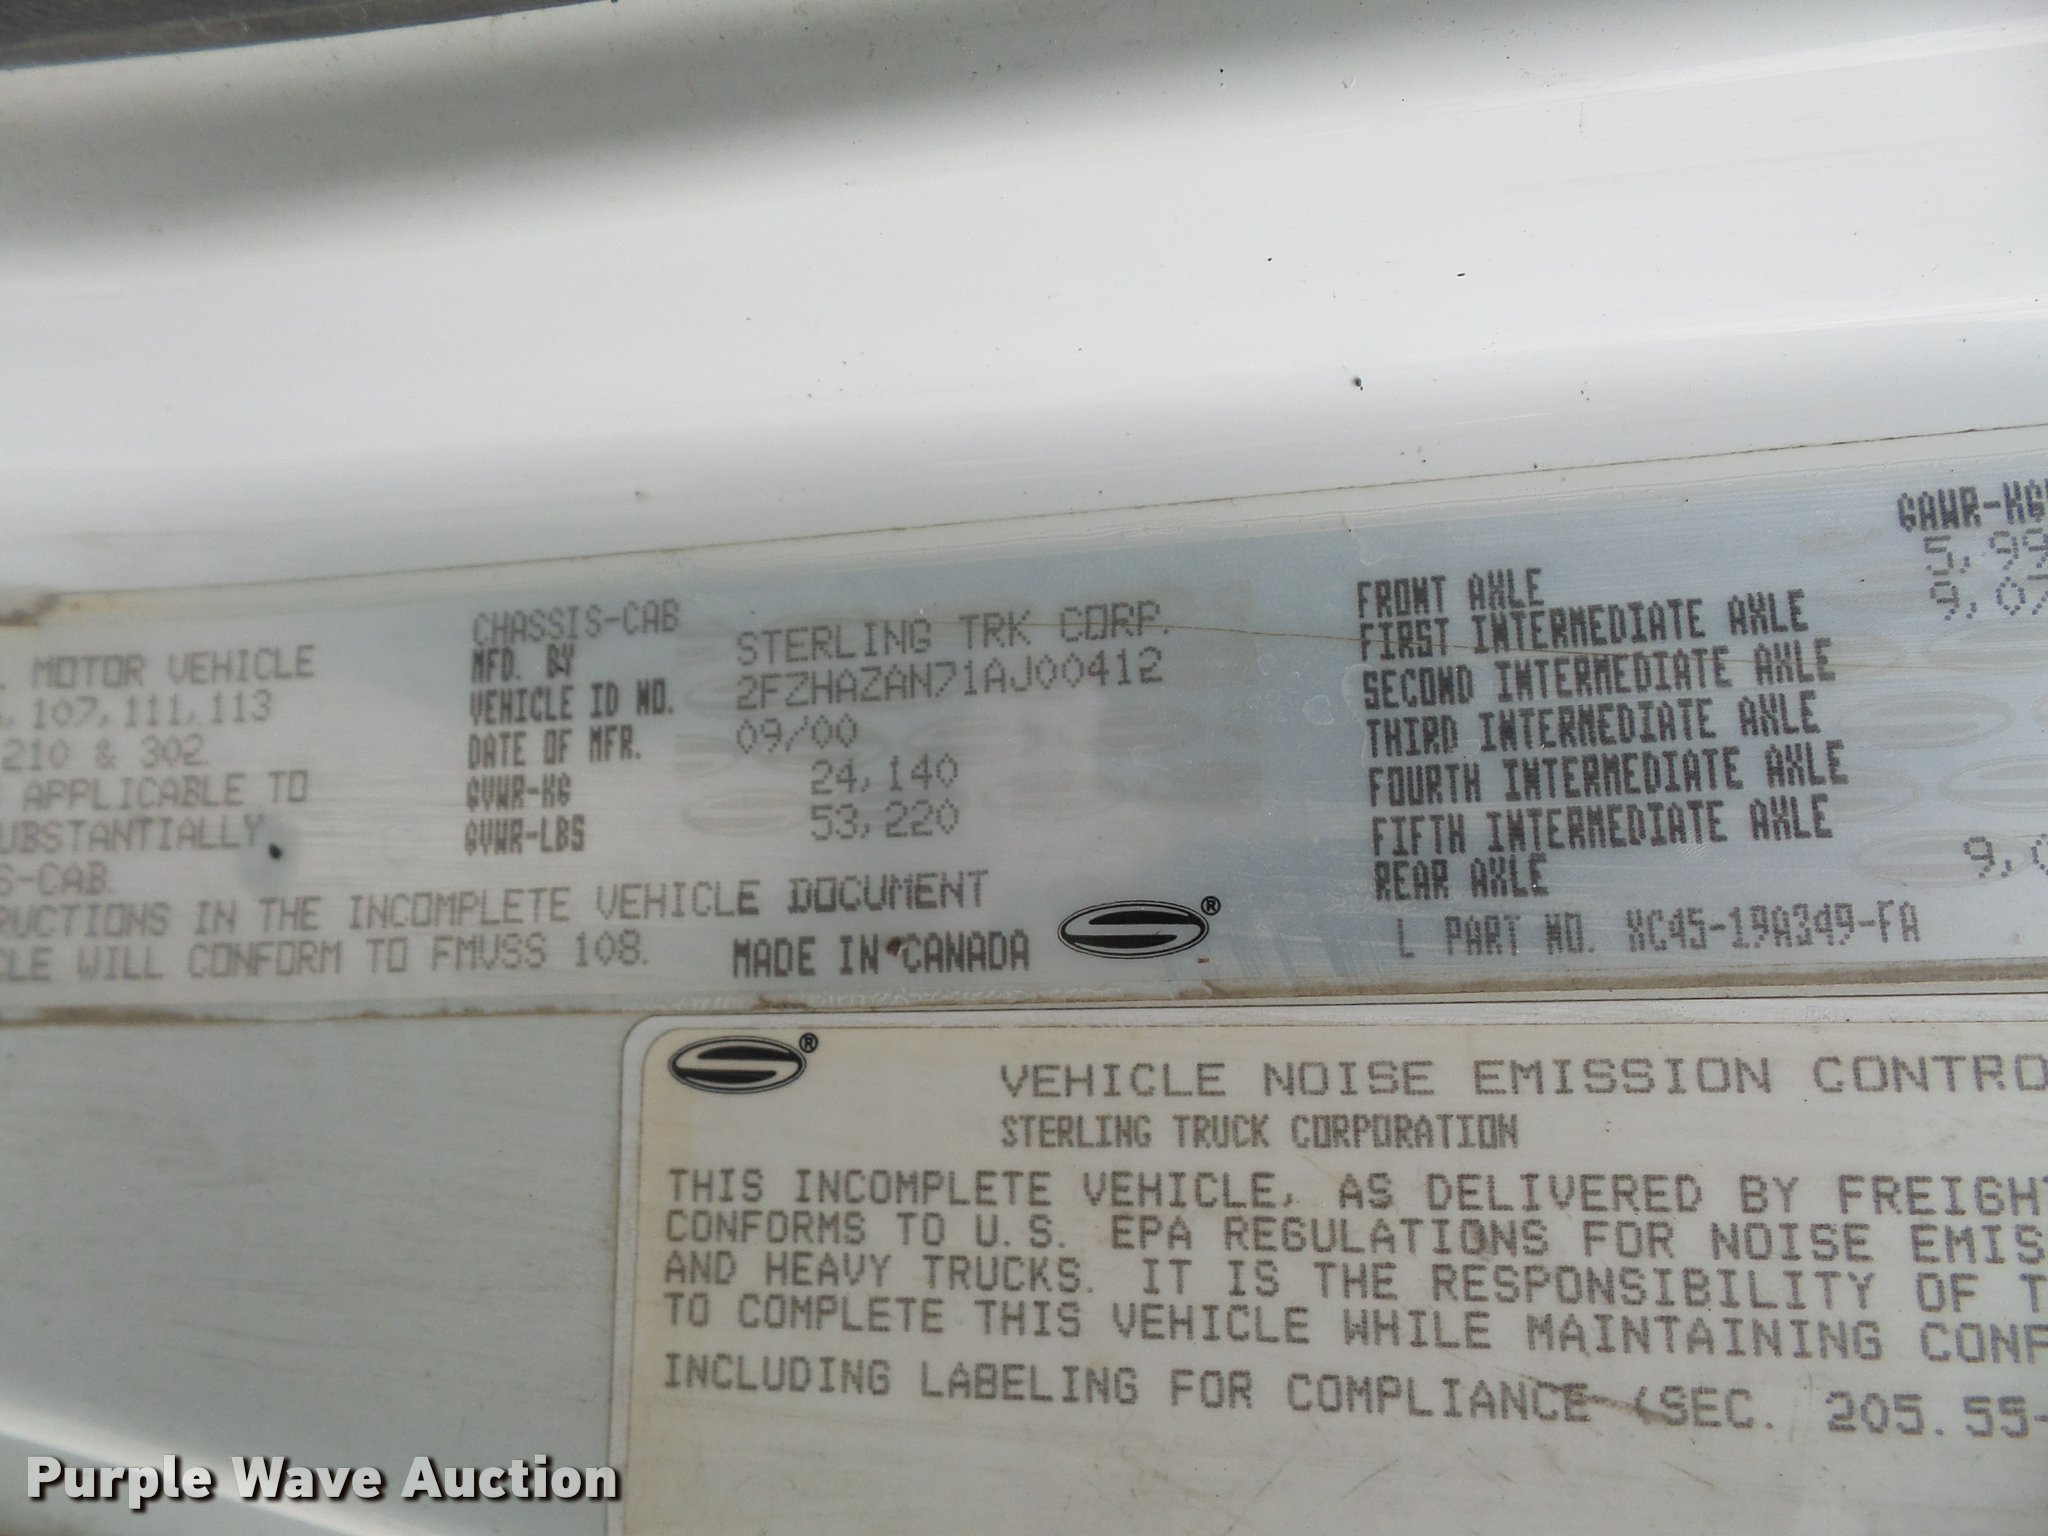 CHASSIS-CAB
MFD. BY STERLING TRK CORP.
VEHICLE ID NO. 2FZHAZAN71AJ00412
DATE OF MFR. 09/00
GVWR-KG 24,140
GVWR-LBS 53,220
MOTOR VEHICLE
107, 111, 113
210 & 302.
APPLICABLE TO
UBSTANTIALLY
S-CAB.
RUCTIONS IN THE INCOMPLETE VEHICLE DOCUMENT
CLE WILL CONFORM TO FMVSS 108.
MADE IN CANADA
®
GAWR-KG
FRONT AXLE 5,99
FIRST INTERMEDIATE AXLE 9,07
SECOND INTERMEDIATE AXLE
THIRD INTERMEDIATE AXLE
FOURTH INTERMEDIATE AXLE
FIFTH INTERMEDIATE AXLE
REAR AXLE 9,0
L PART NO. XC45-19A349-FA
®
VEHICLE NOISE EMISSION CONTRO
STERLING TRUCK CORPORATION
THIS INCOMPLETE VEHICLE, AS DELIVERED BY FREIGHT
CONFORMS TO U.S. EPA REGULATIONS FOR NOISE EMIS
AND HEAVY TRUCKS. IT IS THE RESPONSIBILITY OF T
TO COMPLETE THIS VEHICLE WHILE MAINTAINING CONF
INCLUDING LABELING FOR COMPLIANCE (SEC. 205.55-
Purple Wave Auction